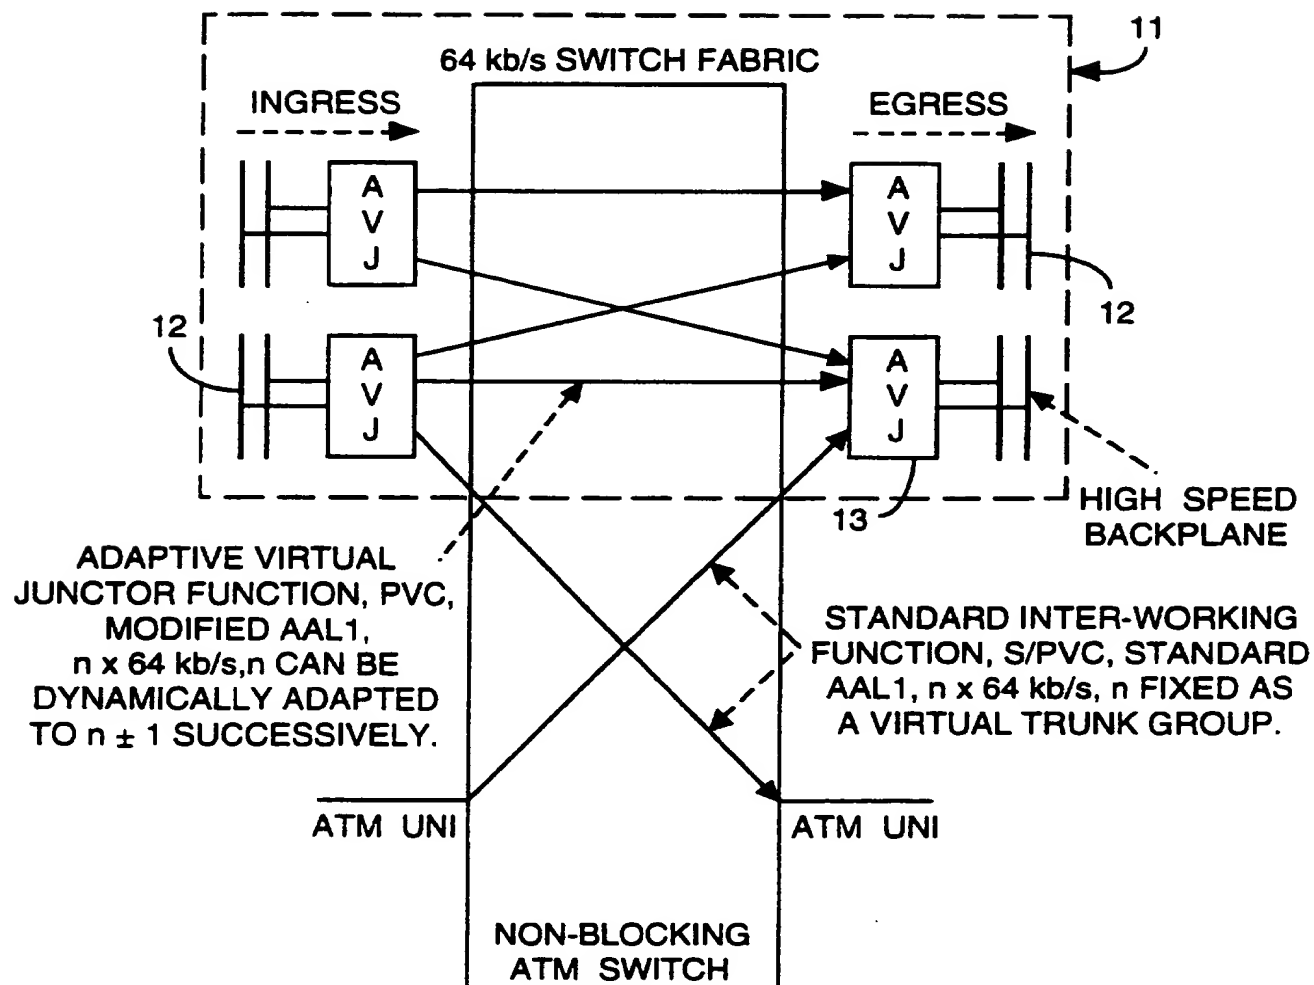 11
64 kb/s SWITCH FABRIC
INGRESS
EGRESS
A
V
J
A
V
J
12
12
A
V
J
A
V
J
13
HIGH SPEED
BACKPLANE
ADAPTIVE VIRTUAL
JUNCTOR FUNCTION, PVC,
MODIFIED AAL1,
n x 64 kb/s,n CAN BE
DYNAMICALLY ADAPTED
TO n ± 1 SUCCESSIVELY.
STANDARD INTER-WORKING
FUNCTION, S/PVC, STANDARD
AAL1, n x 64 kb/s, n FIXED AS
A VIRTUAL TRUNK GROUP.
ATM UNI
ATM UNI
NON-BLOCKING
ATM SWITCH